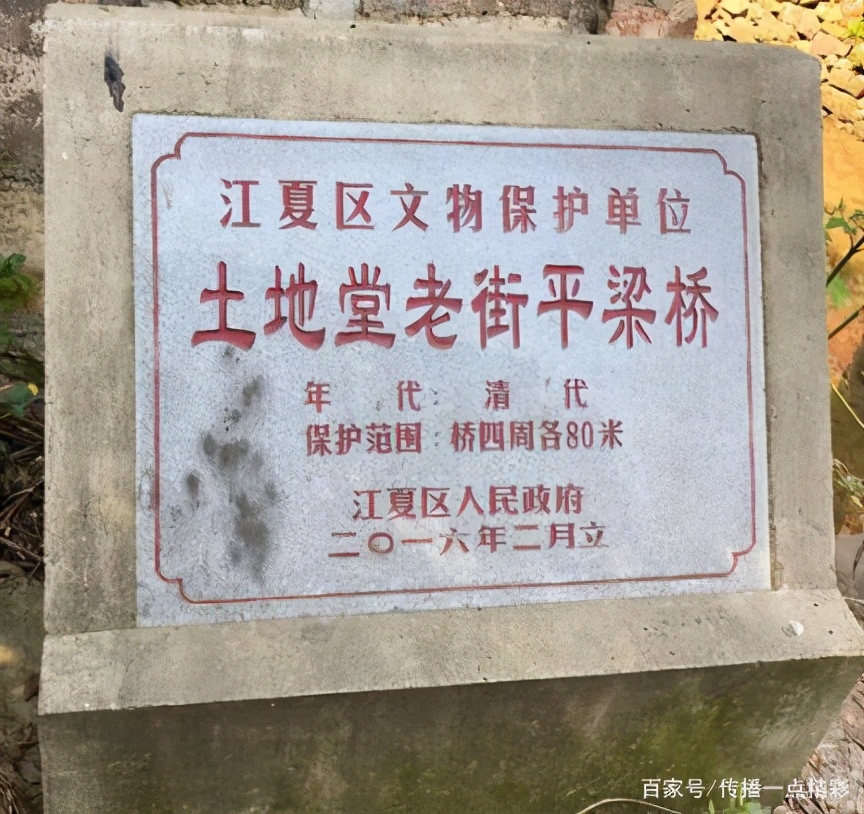 江夏区文物保护单位
土地堂老街平梁桥
年 代：清 代
保护范围：桥四周各80米
江夏区人民政府
二〇一六年二月立
百家号/传播一点精彩